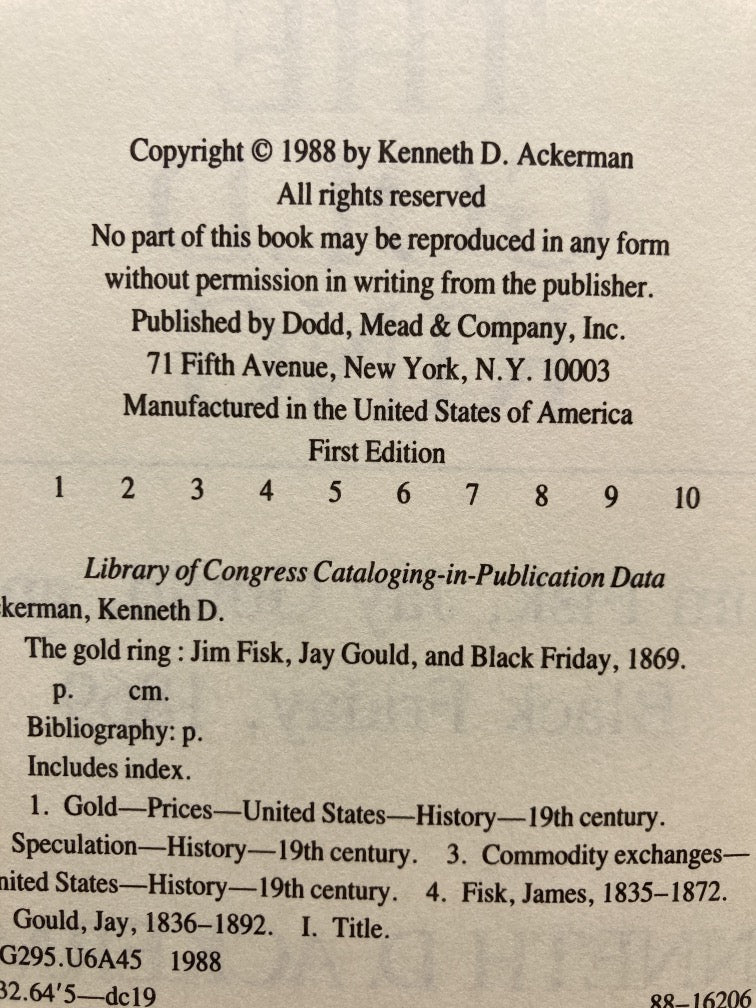 Copyright © 1988 by Kenneth D. Ackerman
All rights reserved
No part of this book may be reproduced in any form
without permission in writing from the publisher.
Published by Dodd, Mead & Company, Inc.
71 Fifth Avenue, New York, N.Y. 10003
Manufactured in the United States of America
First Edition
1 2 3 4 5 6 7 8 9 10
Library of Congress Cataloging-in-Publication Data
kerman, Kenneth D.
The gold ring : Jim Fisk, Jay Gould, and Black Friday, 1869.
p. cm.
Bibliography: p.
Includes index.
1. Gold—Prices—United States—History—19th century.
Speculation—History—19th century. 3. Commodity exchanges—
nited States—History—19th century. 4. Fisk, James, 1835–1872.
Gould, Jay, 1836–1892. I. Title.
G295.U6A45 1988
32.64′5—dc19 88–16206